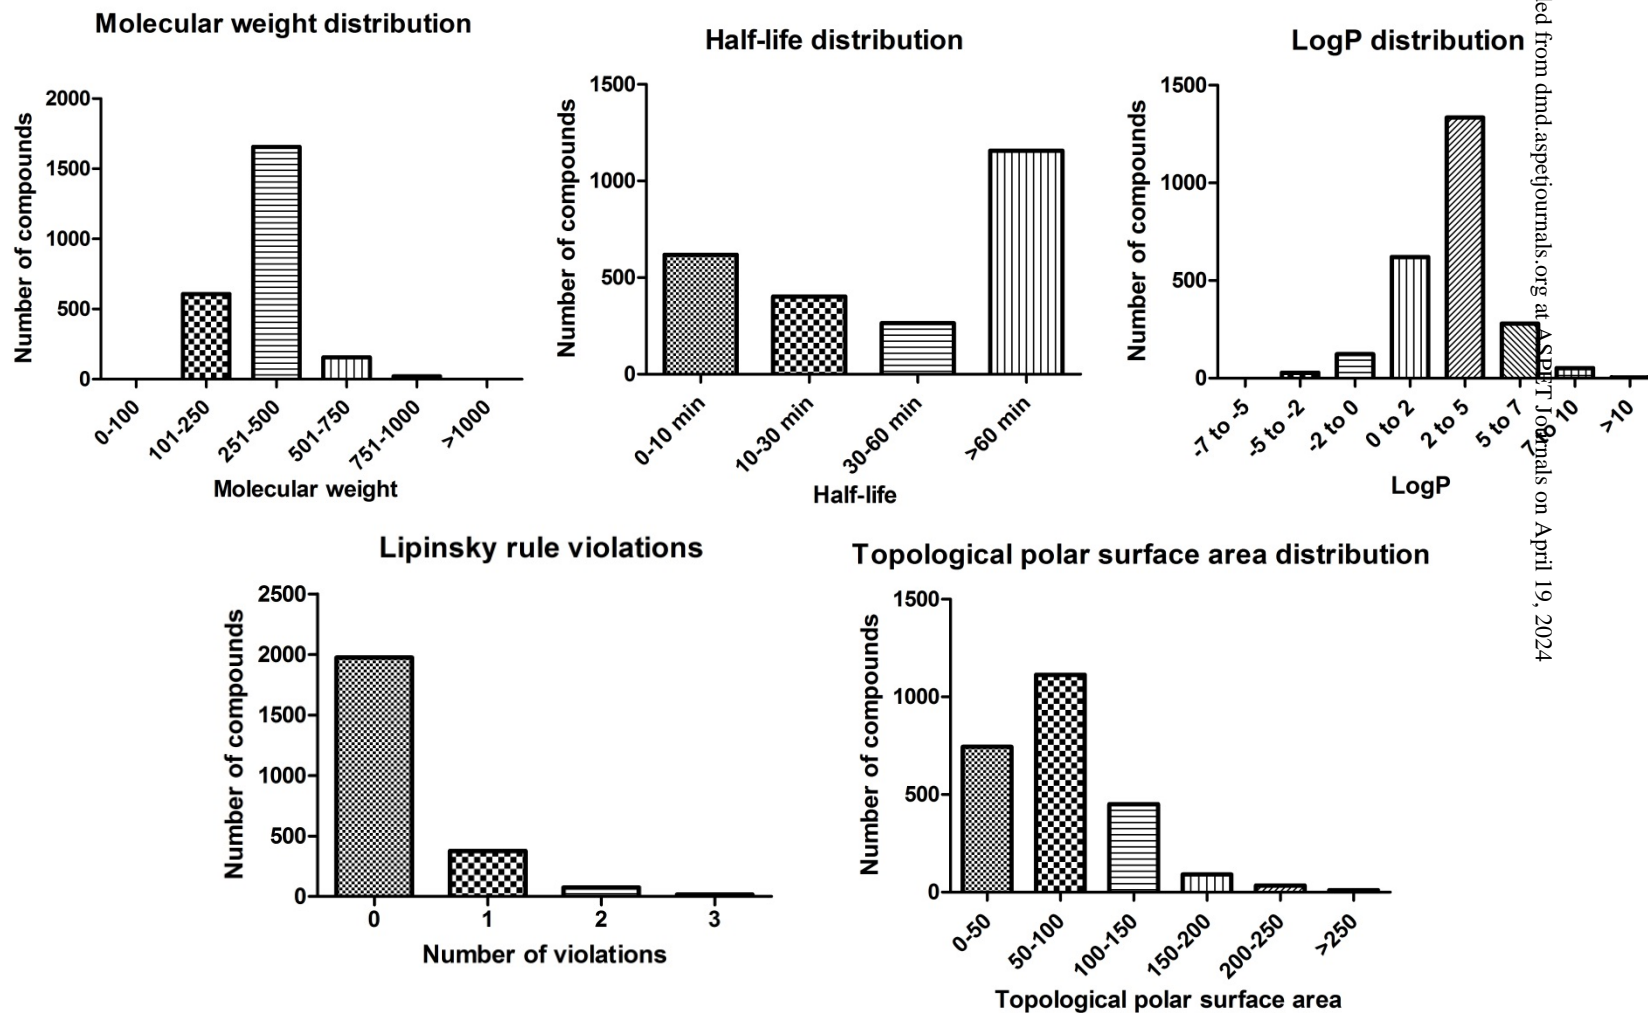 Molecular weight distribution
Number of compounds
2000
1500
1000
500
0
0-100
101-250
251-500
501-750
751-1000
>1000
Molecular weight
Half-life distribution
Number of compounds
1500
1000
500
0
0-10 min
10-30 min
30-60 min
>60 min
Half-life
LogP distribution
Number of compounds
1500
1000
500
0
-7 to -5
-5 to -2
-2 to 0
0 to 2
2 to 5
5 to 7
10
>10
LogP
Lipinsky rule violations
Number of compounds
2500
2000
1500
1000
500
0
0
1
2
3
Number of violations
Topological polar surface area distribution
Number of compounds
1500
1000
500
0
0-50
50-100
100-150
150-200
200-250
>250
Topological polar surface area
from dmd.aspetjournals.org at ASPET Journals on April 19, 2024